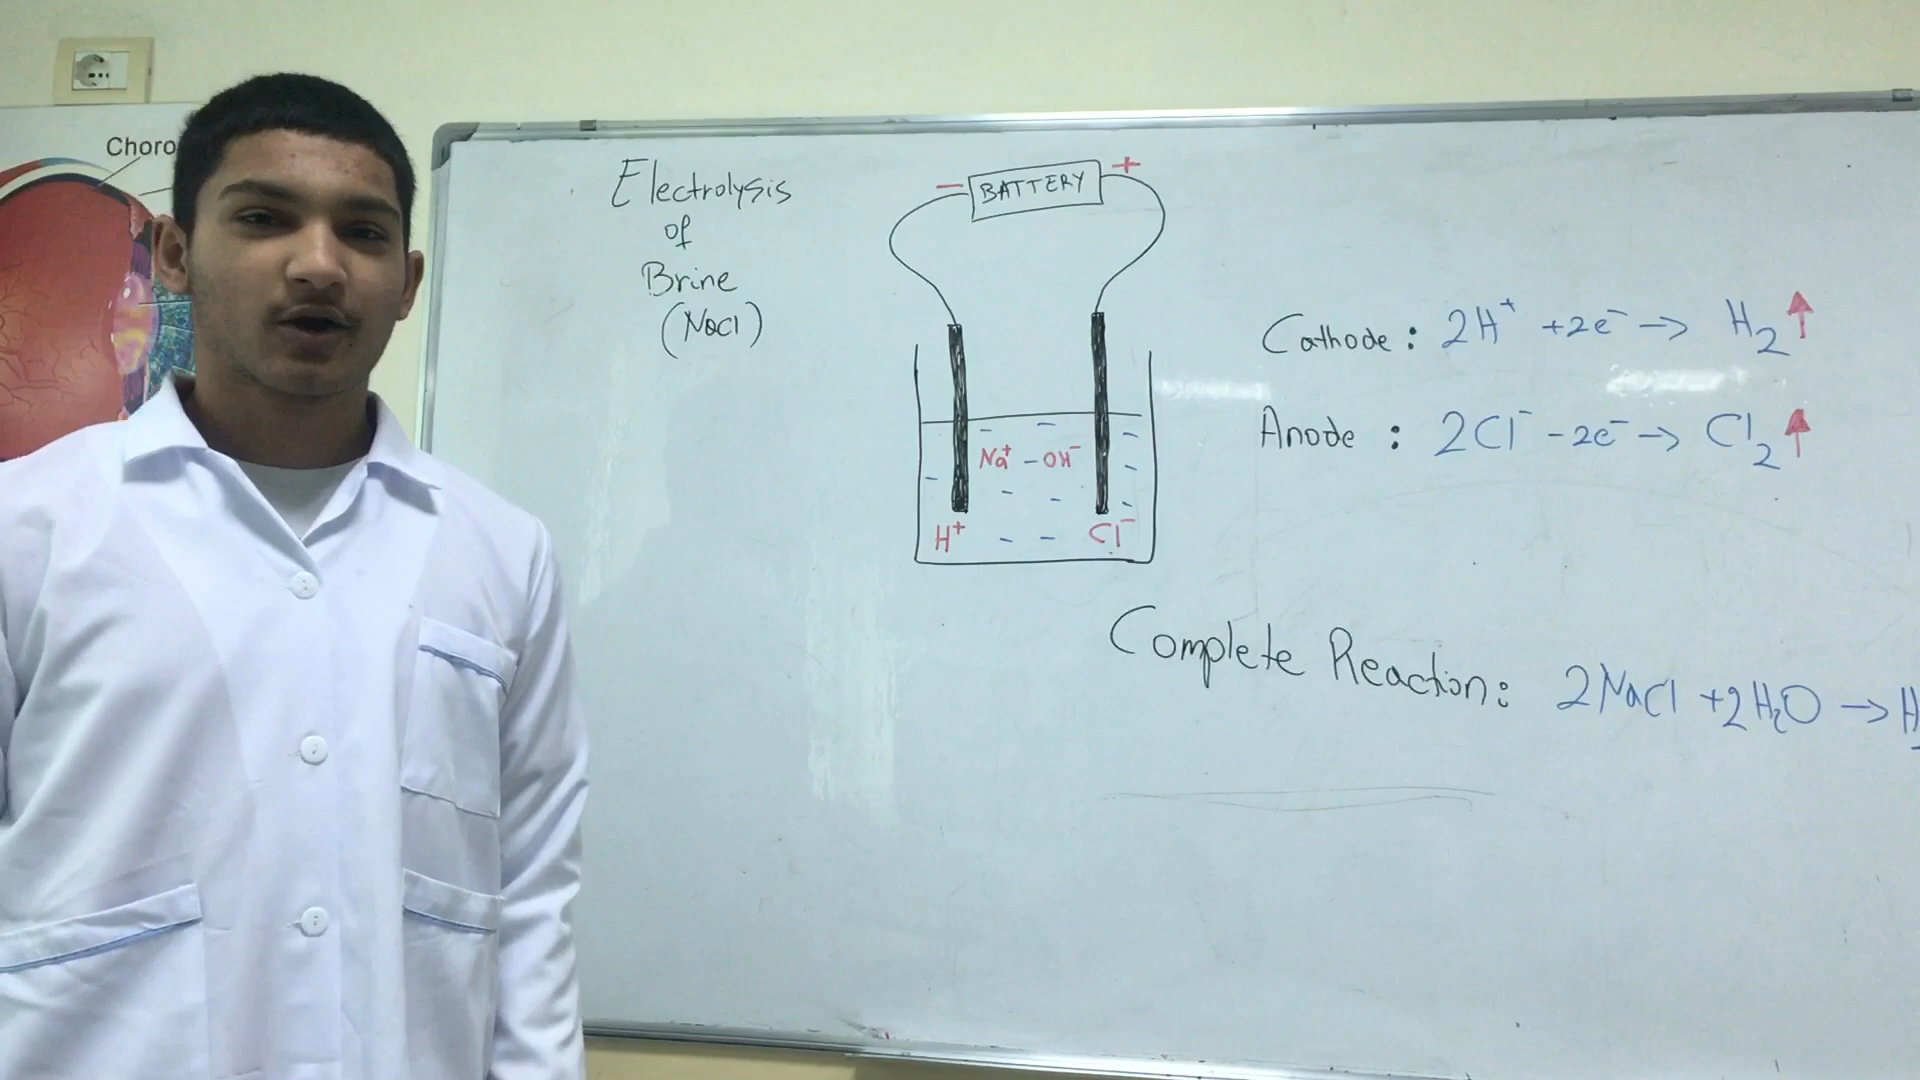 Choro
Electrolysis
of
Brine
(NaCl)
− BATTERY +
Na⁺ - OH⁻
H⁺
Cl⁻
Cathode : 2H⁺ +2e⁻ → H₂ ↑
Anode : 2Cl⁻ -2e⁻ → Cl₂ ↑
Complete Reaction: 2NaCl +2H₂O → H₂